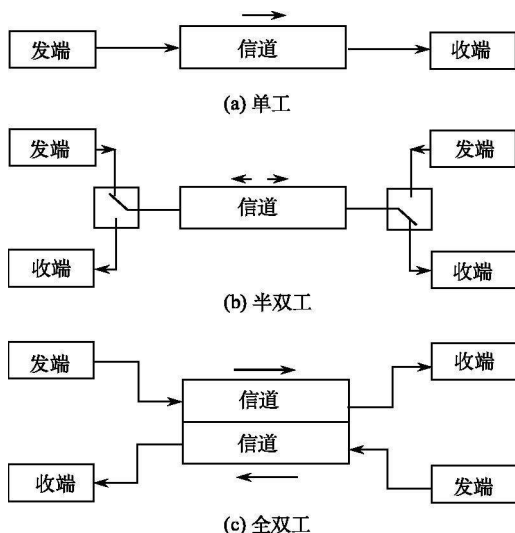 发端 信道 收端
(a) 单工
发端 发端
信道
收端 收端
(b) 半双工
发端 收端
信道
信道
收端 发端
(c) 全双工